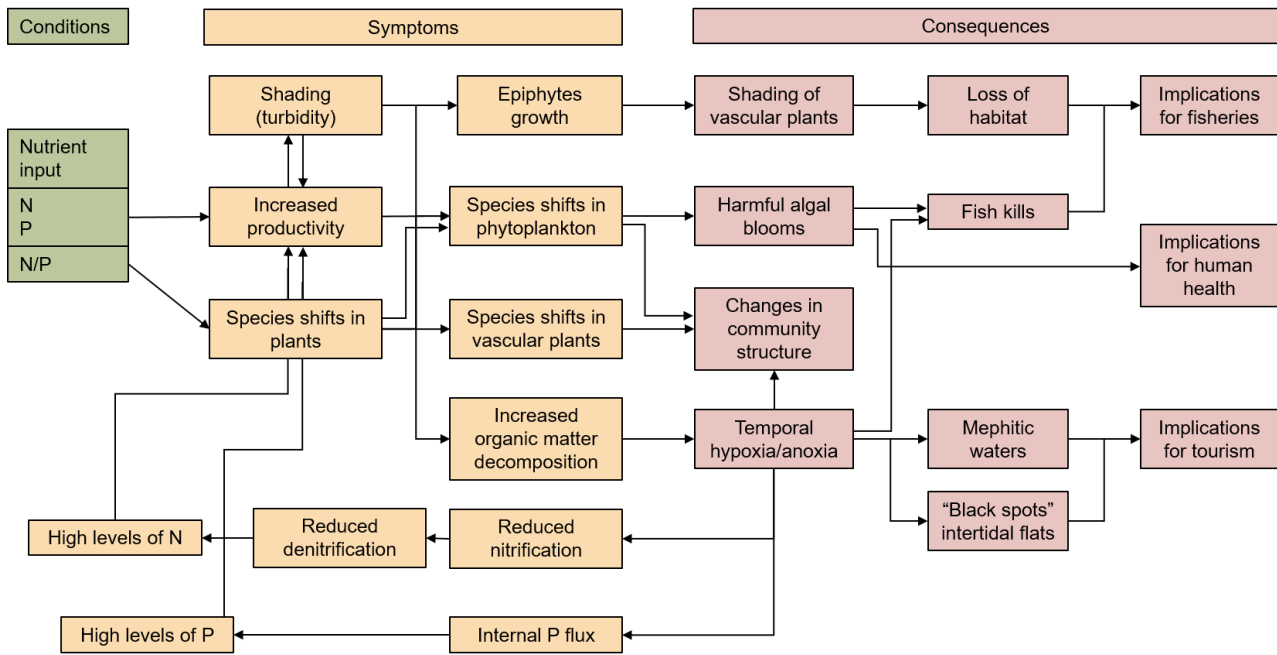 Conditions
Symptoms
Consequences
Shading
(turbidity)
Epiphytes
growth
Shading of
vascular plants
Loss of
habitat
Implications
for fisheries
Nutrient
input
N
P
N/P
Increased
productivity
Species shifts in
phytoplankton
Harmful algal
blooms
Fish kills
Implications
for human
health
Species shifts in
plants
Species shifts in
vascular plants
Changes in
community
structure
Increased
organic matter
decomposition
Temporal
hypoxia/anoxia
Mephitic
waters
Implications
for tourism
“Black spots”
intertidal flats
High levels of N
Reduced
denitrification
Reduced
nitrification
High levels of P
Internal P flux